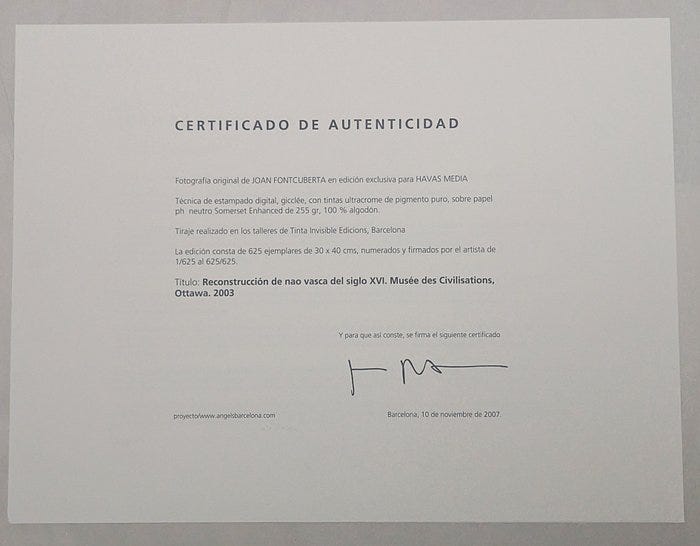 CERTIFICADO DE AUTENTICIDAD
Fotografía original de JOAN FONTCUBERTA en edición exclusiva para HAVAS MEDIA
Técnica de estampado digital, gicclée, con tintas ultracrome de pigmento puro, sobre papel
ph neutro Somerset Enhanced de 255 gr, 100 % algodón.
Tiraje realizado en los talleres de Tinta Invisible Edicions, Barcelona
La edición consta de 625 ejemplares de 30 x 40 cms, numerados y firmados por el artista de
1/625 al 625/625.
Título: Reconstrucción de nao vasca del siglo XVI. Musée des Civilisations,
Ottawa. 2003
Y para que así conste, se firma el siguiente certificado
proyecto/www.angelsbarcelona.com
Barcelona, 10 de noviembre de 2007.